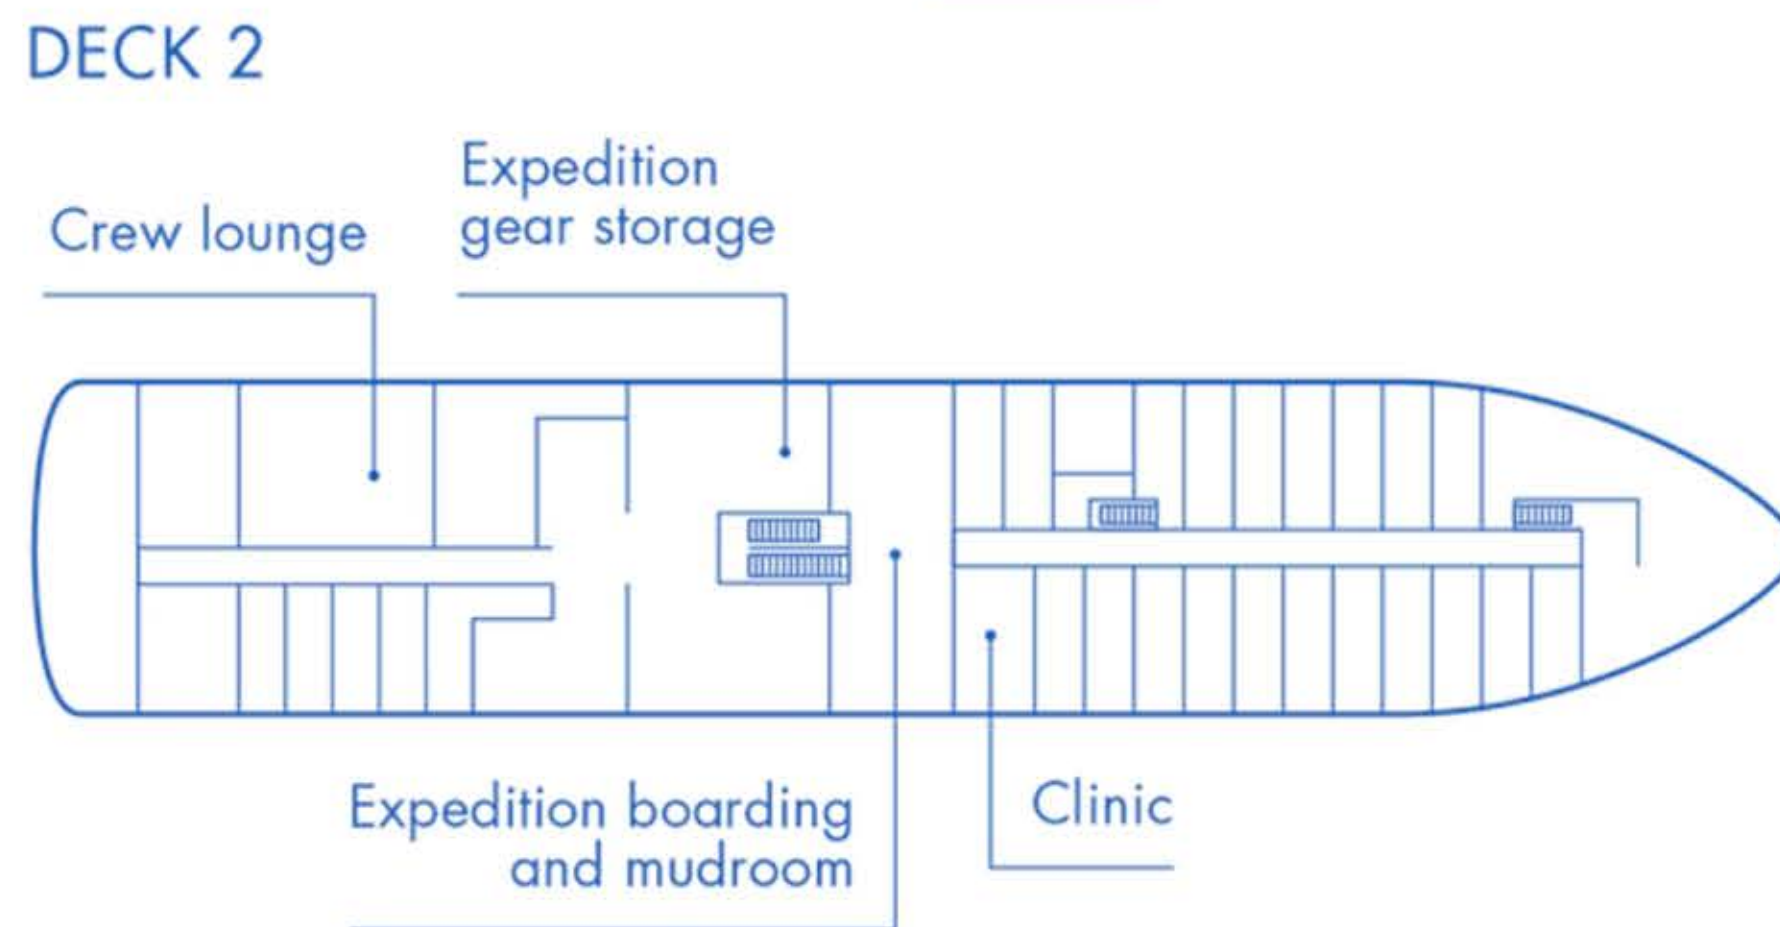 DECK 2
Crew lounge
Expedition
gear storage
Expedition boarding
and mudroom
Clinic